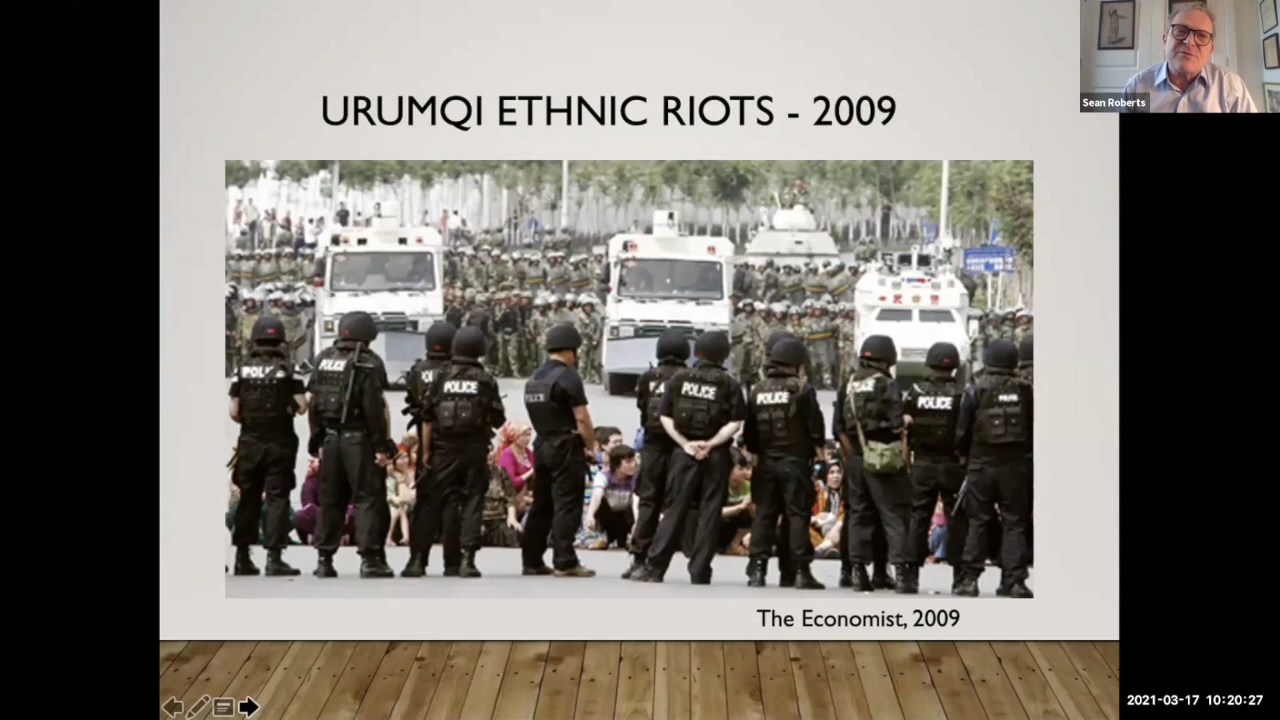 Sean Roberts
URUMQI ETHNIC RIOTS - 2009
POLICE
POLICE
POLICE
POLICE
POLICE
The Economist, 2009
2021-03-17 10:20:27